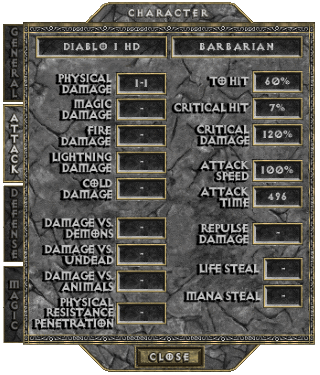 CHARACTER
DIABLO 1 HD
BARBARIAN
GENERAL
ATTACK
DEFENSE
MAGIC
PHYSICAL
DAMAGE
1-1
MAGIC
DAMAGE
-
FIRE
DAMAGE
-
LIGHTNING
DAMAGE
-
COLD
DAMAGE
-
DAMAGE VS.
DEMONS
-
DAMAGE VS.
UNDEAD
-
DAMAGE VS.
ANIMALS
-
PHYSICAL
RESISTANCE
PENETRATION
-
TO HIT
60%
CRITICAL HIT
7%
CRITICAL
DAMAGE
120%
ATTACK
SPEED
100%
ATTACK
TIME
496
REPULSE
DAMAGE
-
LIFE STEAL
-
MANA STEAL
-
CLOSE